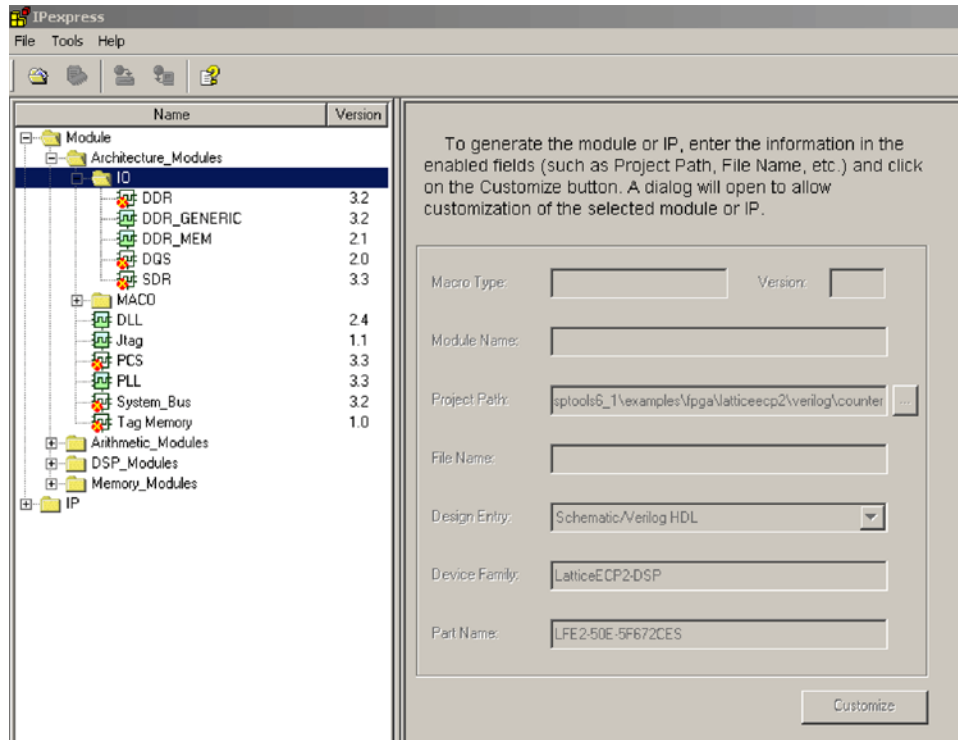 IPexpress
File Tools Help
Name Version
Module
Architecture_Modules
IO
DDR 3.2
DDR_GENERIC 3.2
DDR_MEM 2.1
DQS 2.0
SDR 3.3
MACO
DLL 2.4
Jtag 1.1
PCS 3.3
PLL 3.3
System_Bus 3.2
Tag Memory 1.0
Arithmetic_Modules
DSP_Modules
Memory_Modules
IP
To generate the module or IP, enter the information in the
enabled fields (such as Project Path, File Name, etc.) and click
on the Customize button. A dialog will open to allow
customization of the selected module or IP.
Macro Type: Version:
Module Name:
Project Path: sptools6_1\examples\fpga\latticeecp2\verilog\counter ...
File Name:
Design Entry: Schematic/Verilog HDL
Device Family: LatticeECP2-DSP
Part Name: LFE2-50E-5F672CES
Customize